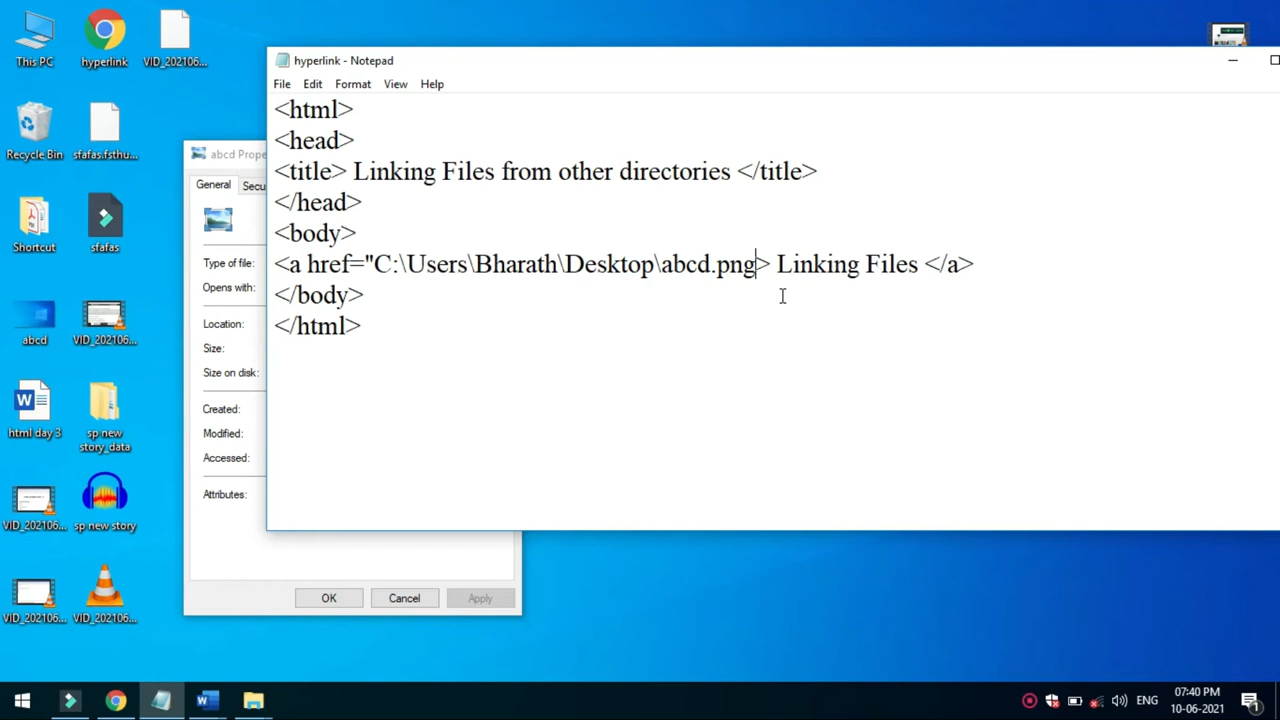 This PC
hyperlink
VID_202106...
Recycle Bin
sfafas.fsthu...
Shortcut
sfafas
abcd
VID_202106...
html day 3
sp new
story_data
VID_202106...
sp new story
VID_202106...
VID_202106...
abcd Prope
General
Secu
Type of file:
Opens with:
Location:
Size:
Size on disk:
Created:
Modified:
Accessed:
Attributes:
OK
Cancel
Apply
hyperlink - Notepad
File Edit Format View Help
<html>
<head>
<title> Linking Files from other directories </title>
</head>
<body>
<a href="C:\Users\Bharath\Desktop\abcd.png> Linking Files </a>
</body>
</html>
ENG
07:40 PM
10-06-2021
1